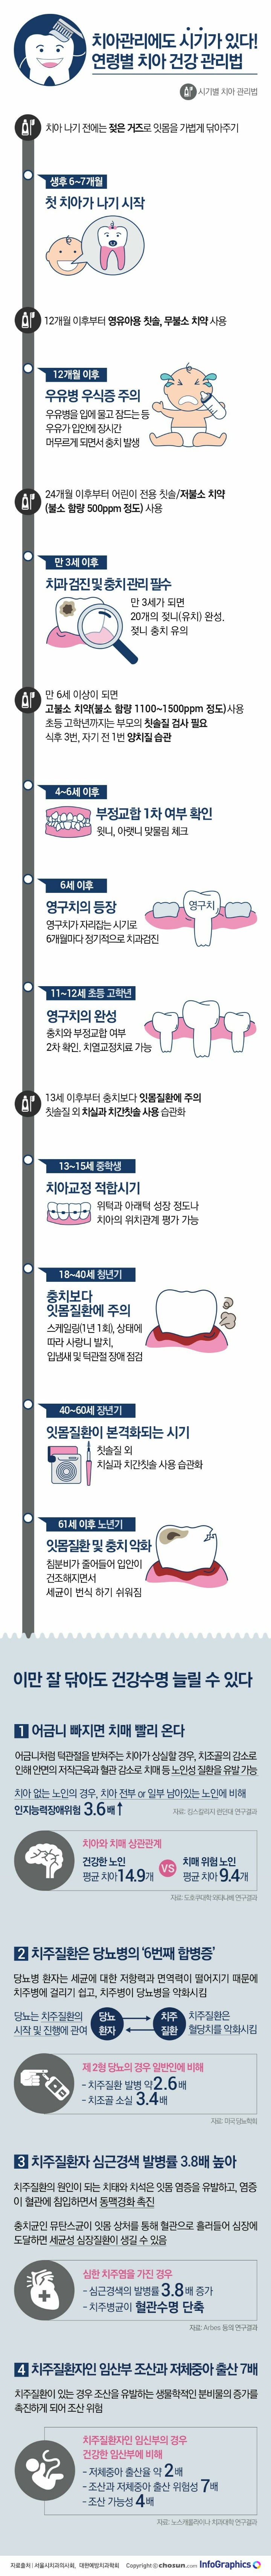 치아관리에도 시기가 있다!
연령별 치아 건강 관리법
시기별 치아 관리법
치아 나기 전에는 젖은 거즈로 잇몸을 가볍게 닦아주기
생후 6~7개월
첫 치아가 나기 시작
12개월 이후부터 영유아용 칫솔, 무불소 치약 사용
12개월 이후
우유병 우식증 주의
우유병을 입에 물고 잠드는 등
우유가 입안에 장시간
머무르게 되면서 충치 발생
24개월 이후부터 어린이 전용 칫솔/저불소 치약
(불소 함량 500ppm 정도) 사용
만 3세 이후
치과 검진 및 충치 관리 필수
만 3세가 되면
20개의 젖니(유치) 완성.
젖니 충치 유의
만 6세 이상이 되면
고불소 치약(불소 함량 1100~1500ppm 정도) 사용
초등 고학년까지는 부모의 칫솔질 검사 필요
식후 3번, 자기 전 1번 양치질 습관
4~6세 이후
부정교합 1차 여부 확인
윗니, 아랫니 맞물림 체크
6세 이후
영구치의 등장
영구치가 자리잡는 시기로
6개월마다 정기적으로 치과검진
영구치
11~12세 초등 고학년
영구치의 완성
충치와 부정교합 여부
2차 확인. 치열교정치료 가능
13세 이후부터 충치보다 잇몸질환에 주의
칫솔질 외 치실과 치간칫솔 사용 습관화
13~15세 중학생
치아교정 적합시기
위턱과 아래턱 성장 정도나
치아의 위치관계 평가 가능
18~40세 청년기
충치보다
잇몸질환에 주의
스케일링(1년 1회), 상태에
따라 사랑니 발치,
입냄새 및 턱관절 장애 점검
40~60세 장년기
잇몸질환이 본격화되는 시기
칫솔질 외
치실과 치간칫솔 사용 습관화
61세 이후 노년기
잇몸질환 및 충치 악화
침분비가 줄어들어 입안이
건조해지면서
세균이 번식 하기 쉬워짐
이만 잘 닦아도 건강수명 늘릴 수 있다
1 어금니 빠지면 치매 빨리 온다
어금니처럼 턱관절을 받쳐주는 치아가 상실할 경우, 치조골의 감소로
인해 안면의 저작근육과 혈관 감소로 치매 등 노인성 질환을 유발 가능
치아 없는 노인의 경우, 치아 전부 or 일부 남아있는 노인에 비해
인지능력장애위험 3.6배↑
자료: 킹스칼리지 런던대 연구결과
치아와 치매 상관관계
건강한 노인
평균 치아 14.9개
VS
치매 위험 노인
평균 치아 9.4개
자료: 도호쿠대학 와타나베 연구결과
2 치주질환은 당뇨병의 '6번째 합병증'
당뇨병 환자는 세균에 대한 저항력과 면역력이 떨어지기 때문에
치주병에 걸리기 쉽고, 치주병이 당뇨병을 악화시킴
당뇨는 치주질환의
시작 및 진행에 관여
당뇨
환자
치주
질환
치주질환은
혈당치를 악화시킴
제 2형 당뇨의 경우 일반인에 비해
- 치주질환 발병 약 2.6배
- 치조골 소실 3.4배
자료: 미국 당뇨학회
3 치주질환자 심근경색 발병률 3.8배 높아
치주질환의 원인이 되는 치태와 치석은 잇몸 염증을 유발하고, 염증
이 혈관에 침입하면서 동맥경화 촉진
충치균인 뮤탄스균이 잇몸 상처를 통해 혈관으로 흘러들어 심장에
도달하면 세균성 심장질환이 생길 수 있음
심한 치주염을 가진 경우
- 심근경색의 발병률 3.8배 증가
- 치주병균이 혈관수명 단축
자료: Arbes 등의 연구결과
4 치주질환자인 임산부 조산과 저체중아 출산 7배
치주질환이 있는 경우 조산을 유발하는 생물학적인 분비물의 증가를
촉진하게 되어 조산 위험
치주질환자인 임신부의 경우
건강한 임산부에 비해
- 저체중아 출산율 약 2배
- 조산과 저체중아 출산 위험성 7배
- 조산 가능성 4배
자료: 노스캐롤라이나 치과대학 연구결과
자료출처 | 서울시치과의사회, 대한예방치과학회 Copyright ⓒ chosun.com InfoGraphics